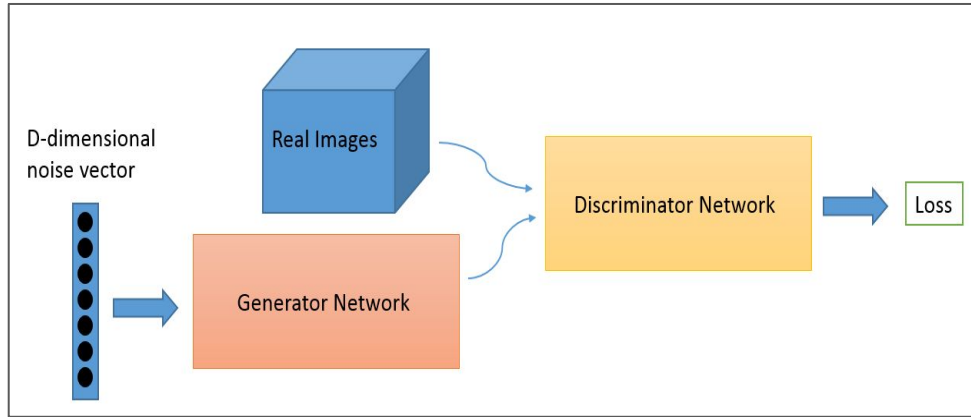 D-dimensional
noise vector
Real Images
Generator Network
Discriminator Network
Loss